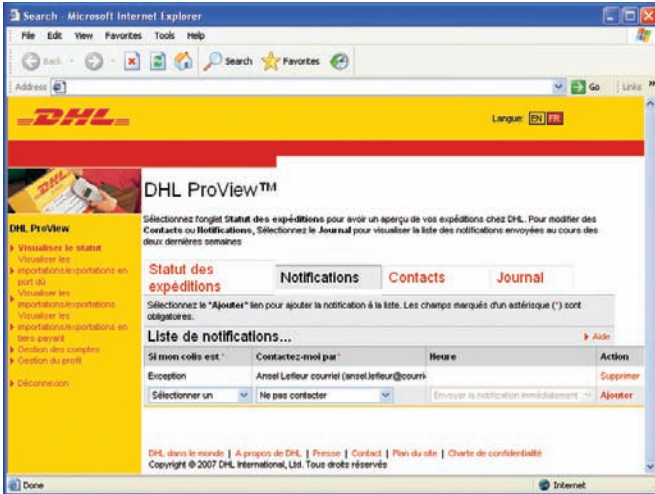 Search - Microsoft Internet Explorer
File Edit View Favorites Tools Help
Back Search Favorites
Address Go Links
DHL
Langue: EN FR
DHL ProView™
Sélectionnez l'onglet Statut des expéditions pour avoir un aperçu de vos expéditions chez DHL. Pour modifier des
Contacts ou Notifications, Sélectionnez le Journal pour visualiser la liste des notifications envoyées au cours des
deux dernières semaines
DHL ProView
Visualiser le statut
Visualiser les
importations/exportations en
port dû
Visualiser les
importations/exportations
Visualiser les
importations/exportations en
tiers-payant
Gestion des comptes
Gestion du profil
Déconnexion
Statut des
expéditions
Notifications
Contacts
Journal
Sélectionnez le "Ajouter" lien pour ajouter la notification à la liste. Les champs marqués d'un astérisque (*) sont
obligatoires.
Liste de notifications... Aide
Si mon colis est * Contactez-moi par* Heure Action
Exception Ansel Lefleur courriel (ansel.lefleur@courri Supprimer
Sélectionner un Ne pas contacter Envoyer la notification immédiatement Ajouter
DHL dans le monde | A propos de DHL | Presse | Contact | Plan du site | Charte de confidentialité
Copyright © 2007 DHL International, Ltd. Tous droits réservés
Done Internet